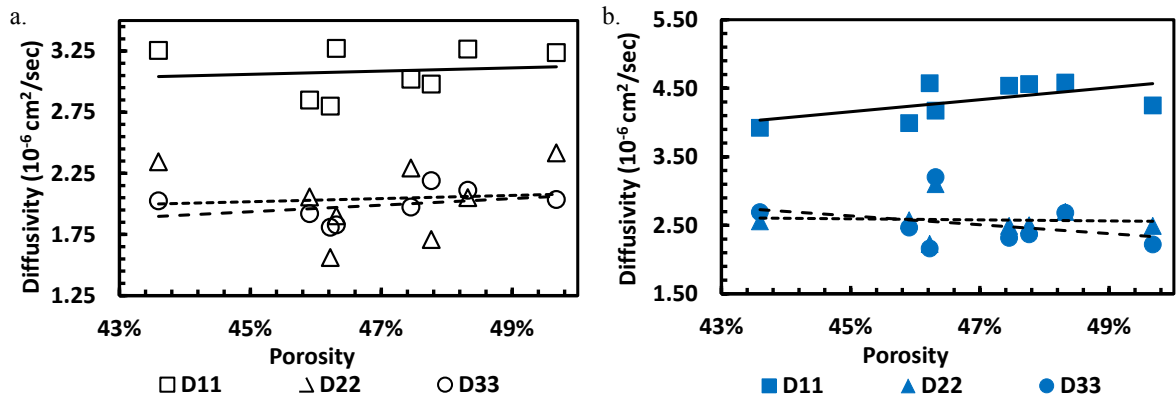 a.
Diffusivity (10⁻⁶ cm²/sec)
3.25
2.75
2.25
1.75
1.25
43% 45% 47% 49%
Porosity
D11 D22 D33
b.
Diffusivity (10⁻⁶ cm²/sec)
5.50
4.50
3.50
2.50
1.50
43% 45% 47% 49%
Porosity
D11 D22 D33